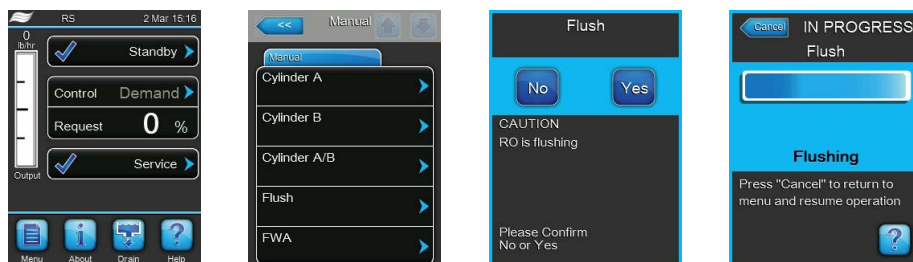 RS 2 Mar 15:16
0
lb/hr
Standby
Control Demand
Request 0 %
Service
Output
Menu About Drain Help
<< Manual
Manual
Cylinder A
Cylinder B
Cylinder A/B
Flush
FWA
Flush
No Yes
CAUTION
RO is flushing
Please Confirm
No or Yes
Cancel IN PROGRESS
Flush
Flushing
Press "Cancel" to return to
menu and resume operation